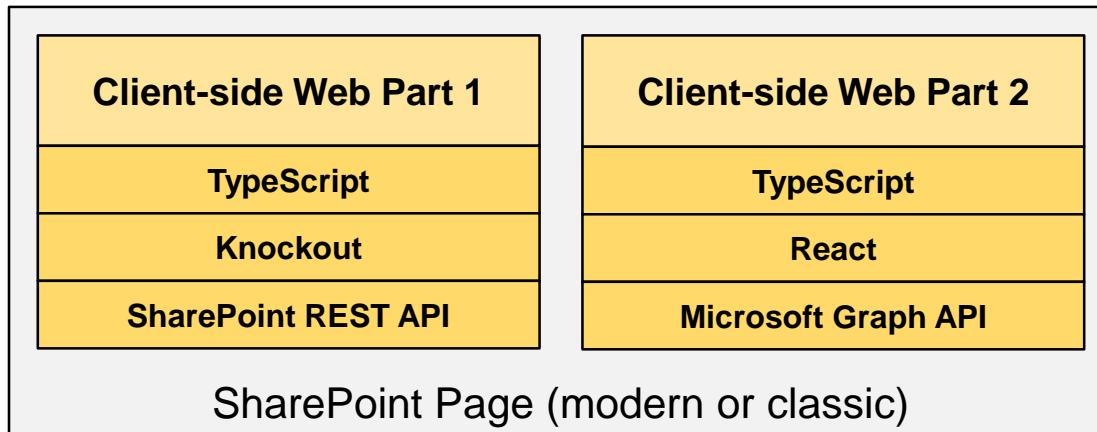 Client-side Web Part 1
TypeScript
Knockout
SharePoint REST API
Client-side Web Part 2
TypeScript
React
Microsoft Graph API
SharePoint Page (modern or classic)